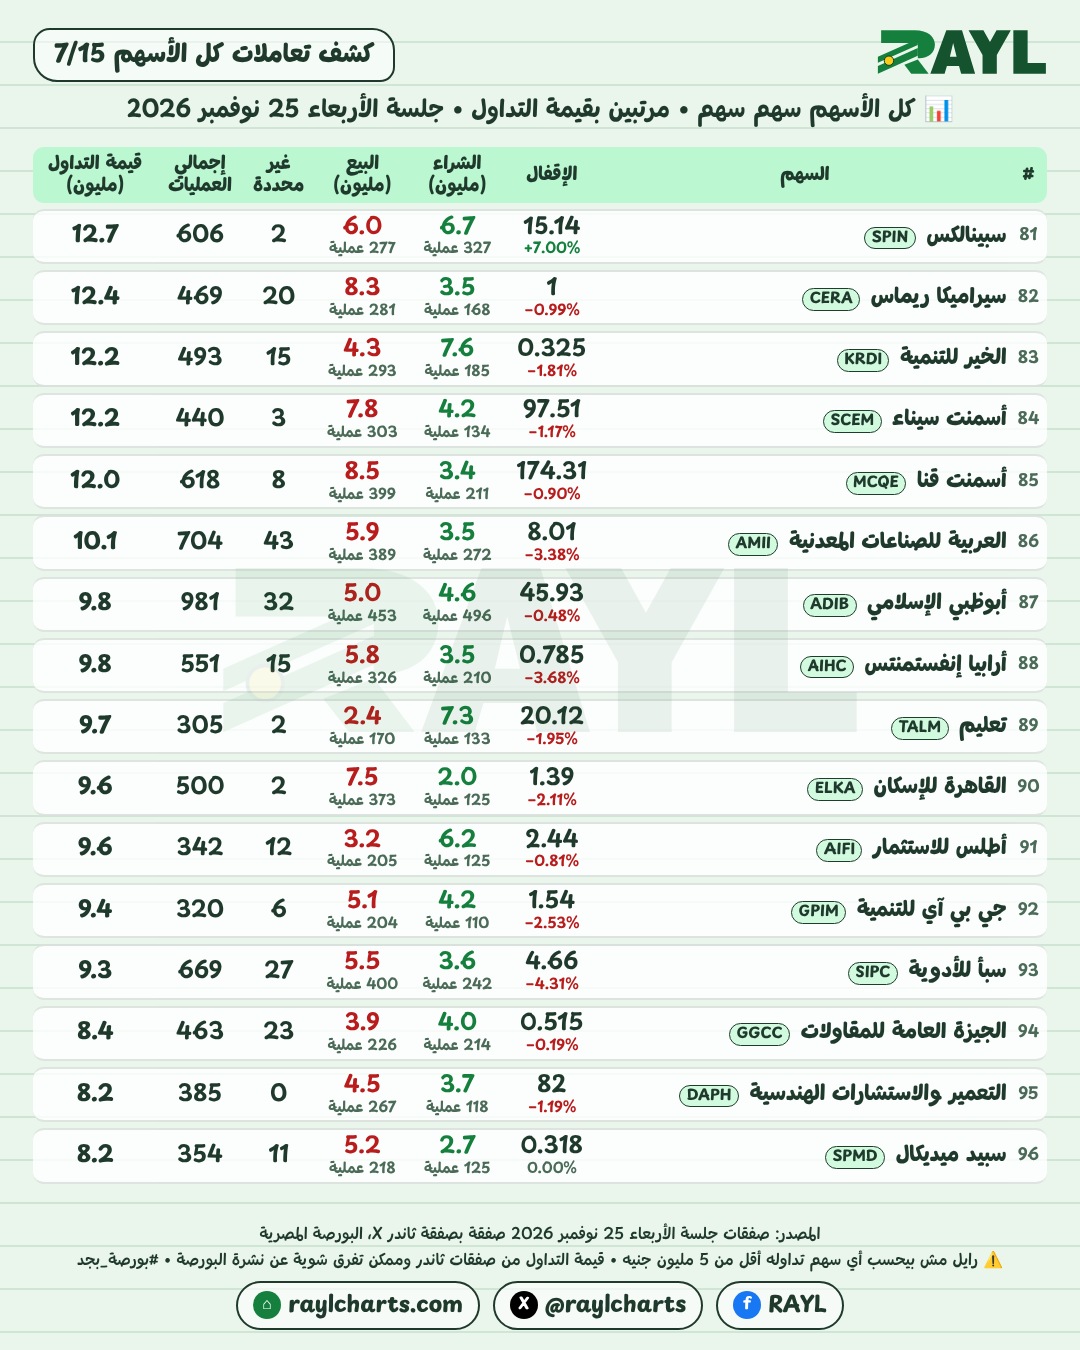 RAYL
كشف تعاملات كل الأسهم 7/15
📊 كل الأسهم سهم سهم • مرتبين بقيمة التداول • جلسة الأربعاء 25 نوفمبر 2026
# السهم الإقفال الشراء (مليون) البيع (مليون) غير محددة إجمالي العمليات قيمة التداول (مليون)
81 سبينالكس SPIN 15.14 +7.00% 6.7 327 عملية 6.0 277 عملية 2 606 12.7
82 سيراميكا ريماس CERA 1 -0.99% 3.5 168 عملية 8.3 281 عملية 20 469 12.4
83 الخير للتنمية KRDI 0.325 -1.81% 7.6 185 عملية 4.3 293 عملية 15 493 12.2
84 أسمنت سيناء SCEM 97.51 -1.17% 4.2 134 عملية 7.8 303 عملية 3 440 12.2
85 أسمنت قنا MCQE 174.31 -0.90% 3.4 211 عملية 8.5 399 عملية 8 618 12.0
86 العربية للصناعات المعدنية AMII 8.01 -3.38% 3.5 272 عملية 5.9 389 عملية 43 704 10.1
87 أبوظبي الإسلامي ADIB 45.93 -0.48% 4.6 496 عملية 5.0 453 عملية 32 981 9.8
88 أرابيا إنفستمنتس AIHC 0.785 -3.68% 3.5 210 عملية 5.8 326 عملية 15 551 9.8
89 تعليم TALM 20.12 -1.95% 7.3 133 عملية 2.4 170 عملية 2 305 9.7
90 القاهرة للإسكان ELKA 1.39 -2.11% 2.0 125 عملية 7.5 373 عملية 2 500 9.6
91 أطلس للاستثمار AIFI 2.44 -0.81% 6.2 125 عملية 3.2 205 عملية 12 342 9.6
92 جي بي آي للتنمية GPIM 1.54 -2.53% 4.2 110 عملية 5.1 204 عملية 6 320 9.4
93 سبأ للأدوية SIPC 4.66 -4.31% 3.6 242 عملية 5.5 400 عملية 27 669 9.3
94 الجيزة العامة للمقاولات GGCC 0.515 -0.19% 4.0 214 عملية 3.9 226 عملية 23 463 8.4
95 التعمير والاستشارات الهندسية DAPH 82 -1.19% 3.7 118 عملية 4.5 267 عملية 0 385 8.2
96 سبيد ميديكال SPMD 0.318 0.00% 2.7 125 عملية 5.2 218 عملية 11 354 8.2
المصدر: صفقات جلسة الأربعاء 25 نوفمبر 2026 صفقة بصفقة ثاندر X، البورصة المصرية
⚠️ رايل مش بيحسب أي سهم تداوله أقل من 5 مليون جنيه • قيمة التداول من صفقات ثاندر وممكن تفرق شوية عن نشرة البورصة • #بورصة_بجد
raylcharts.com
X @raylcharts
f RAYL